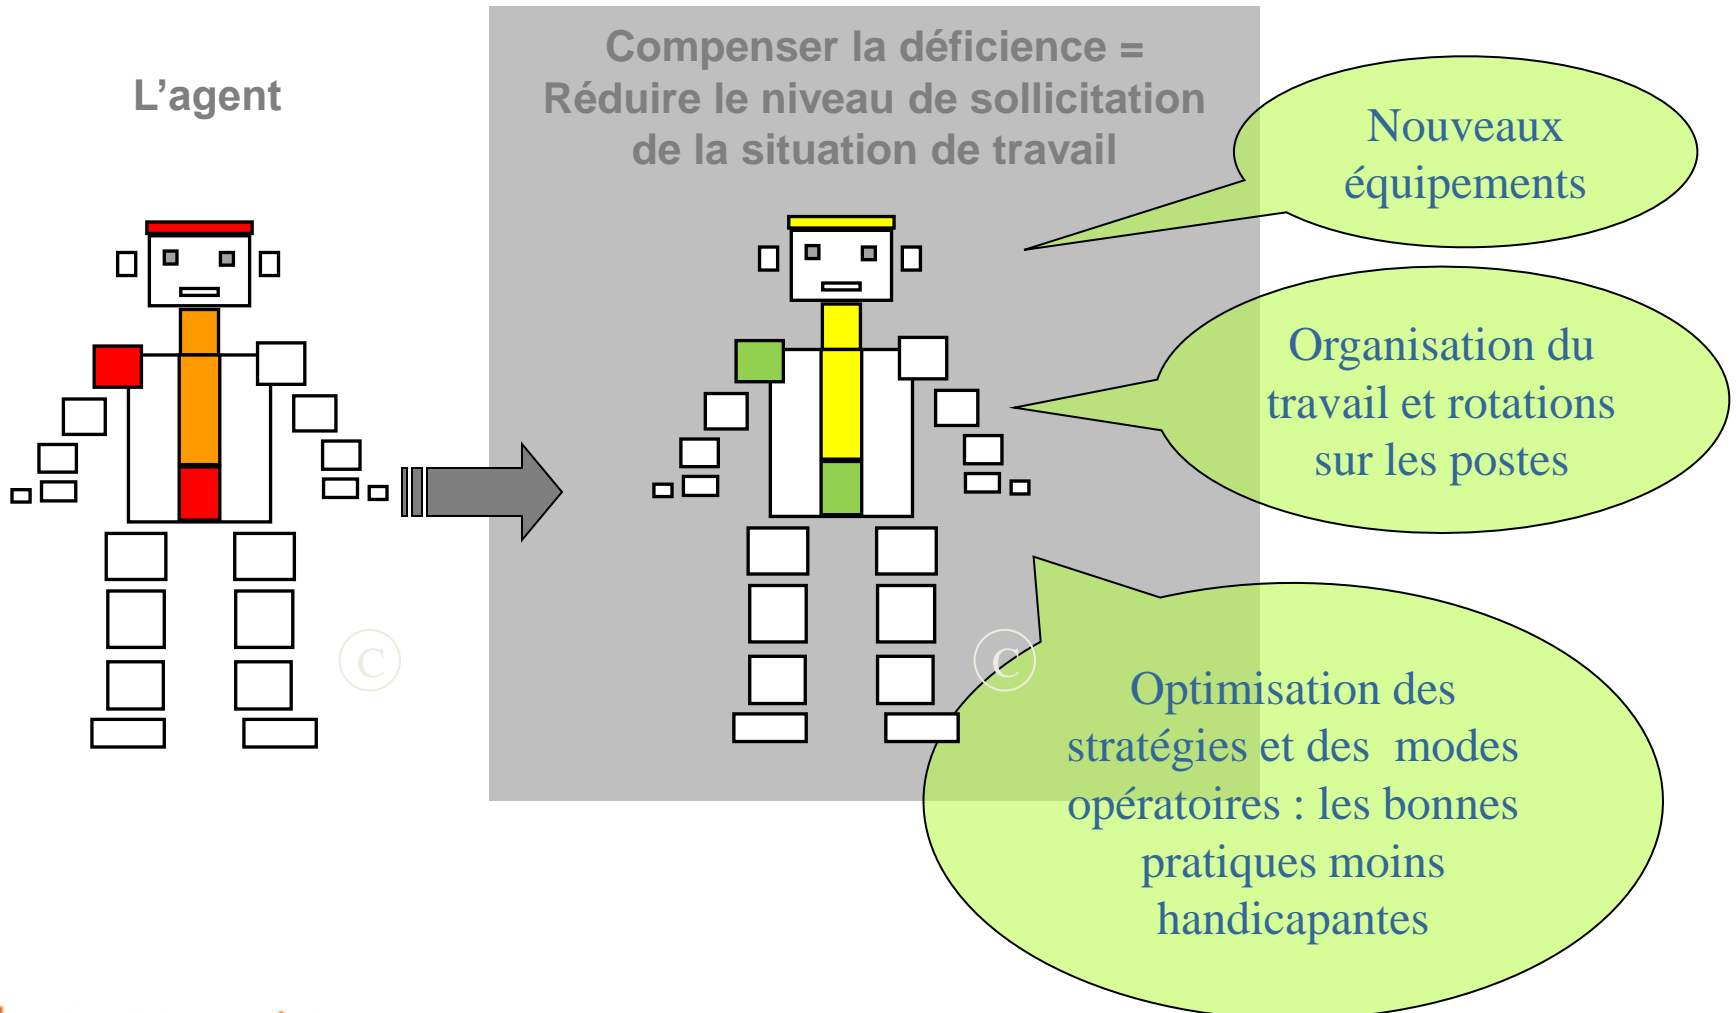 L’agent
Compenser la déficience =
Réduire le niveau de sollicitation
de la situation de travail
Nouveaux
équipements
Organisation du
travail et rotations
sur les postes
©
©
Optimisation des
stratégies et des  modes
opératoires : les bonnes
pratiques moins
handicapantes